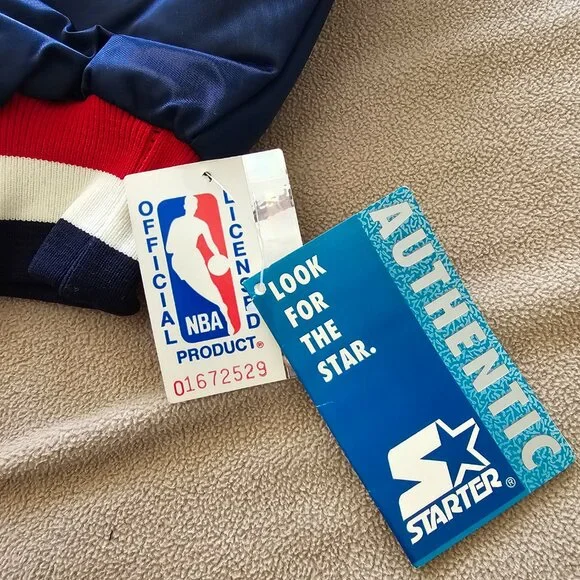 OFFICIAL
LICENSED
NBA
PRODUCT®
01672529
LOOK
FOR
THE
STAR.
AUTHENTIC
STARTER®